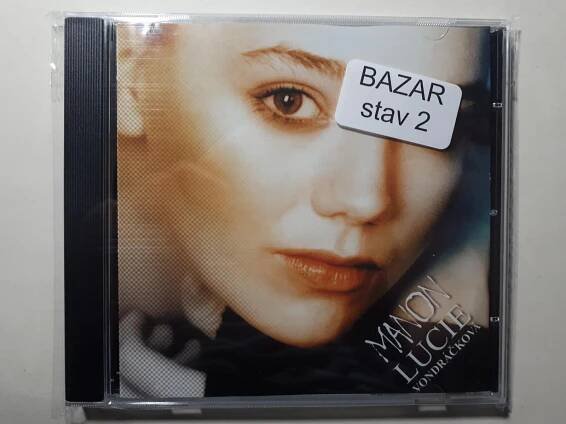 BAZAR
stav 2
MANON
LUCIE
VONDRÁČKOVÁ